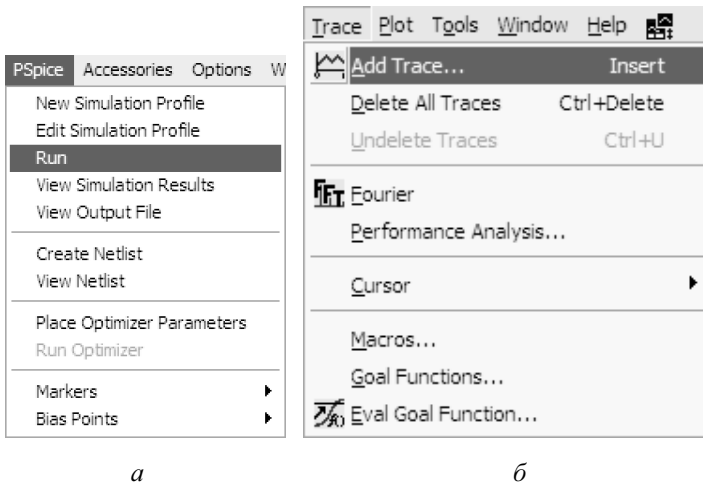 PSpice Accessories Options W
New Simulation Profile
Edit Simulation Profile
Run
View Simulation Results
View Output File
Create Netlist
View Netlist
Place Optimizer Parameters
Run Optimizer
Markers
Bias Points
а
Trace Plot Tools Window Help
Add Trace... Insert
Delete All Traces Ctrl+Delete
Undelete Traces Ctrl+U
FFT Fourier
Performance Analysis...
Cursor
Macros...
Goal Functions...
Eval Goal Function...
б